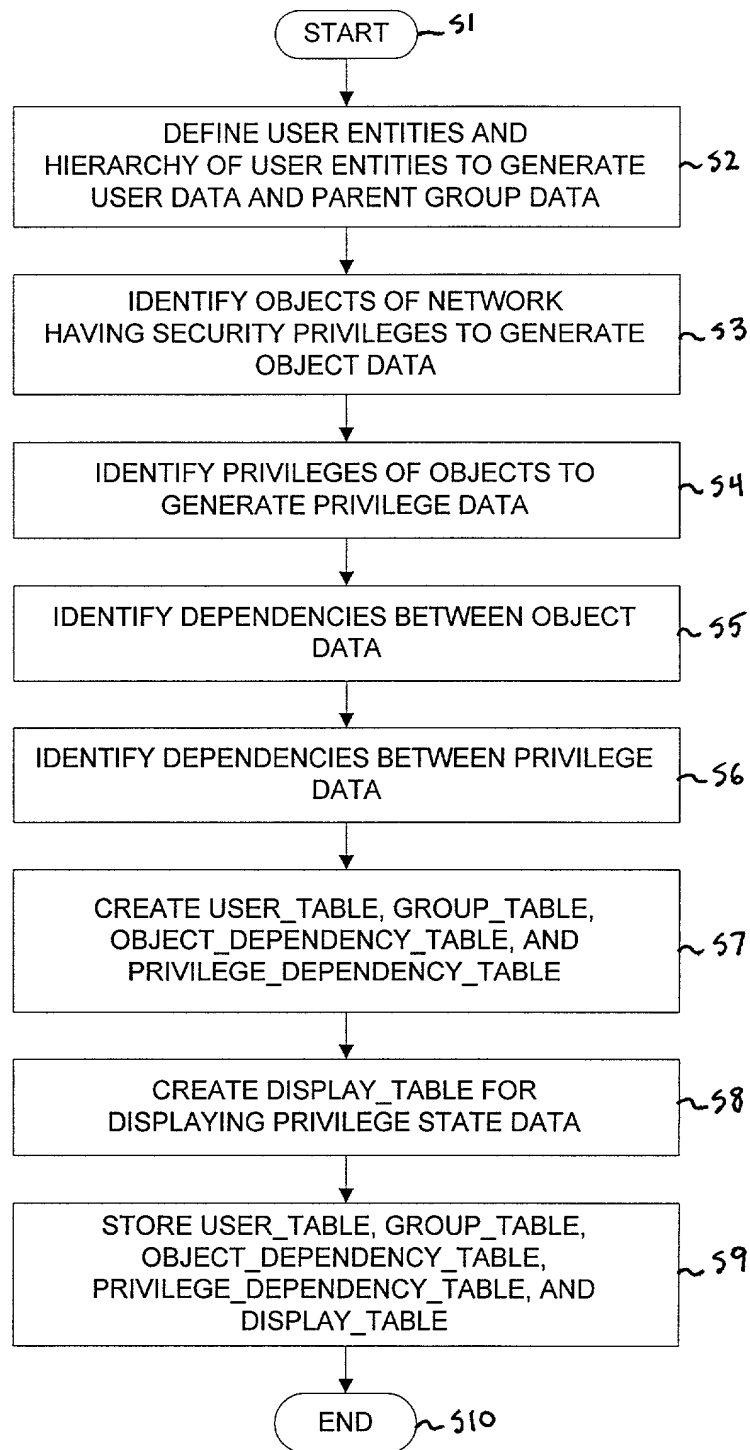 START
S1
DEFINE USER ENTITIES AND
HIERARCHY OF USER ENTITIES TO GENERATE
USER DATA AND PARENT GROUP DATA
S2
IDENTIFY OBJECTS OF NETWORK
HAVING SECURITY PRIVILEGES TO GENERATE
OBJECT DATA
S3
IDENTIFY PRIVILEGES OF OBJECTS TO
GENERATE PRIVILEGE DATA
S4
IDENTIFY DEPENDENCIES BETWEEN OBJECT
DATA
S5
IDENTIFY DEPENDENCIES BETWEEN PRIVILEGE
DATA
S6
CREATE USER_TABLE, GROUP_TABLE,
OBJECT_DEPENDENCY_TABLE, AND
PRIVILEGE_DEPENDENCY_TABLE
S7
CREATE DISPLAY_TABLE FOR
DISPLAYING PRIVILEGE STATE DATA
S8
STORE USER_TABLE, GROUP_TABLE,
OBJECT_DEPENDENCY_TABLE,
PRIVILEGE_DEPENDENCY_TABLE, AND
DISPLAY_TABLE
S9
END
S10